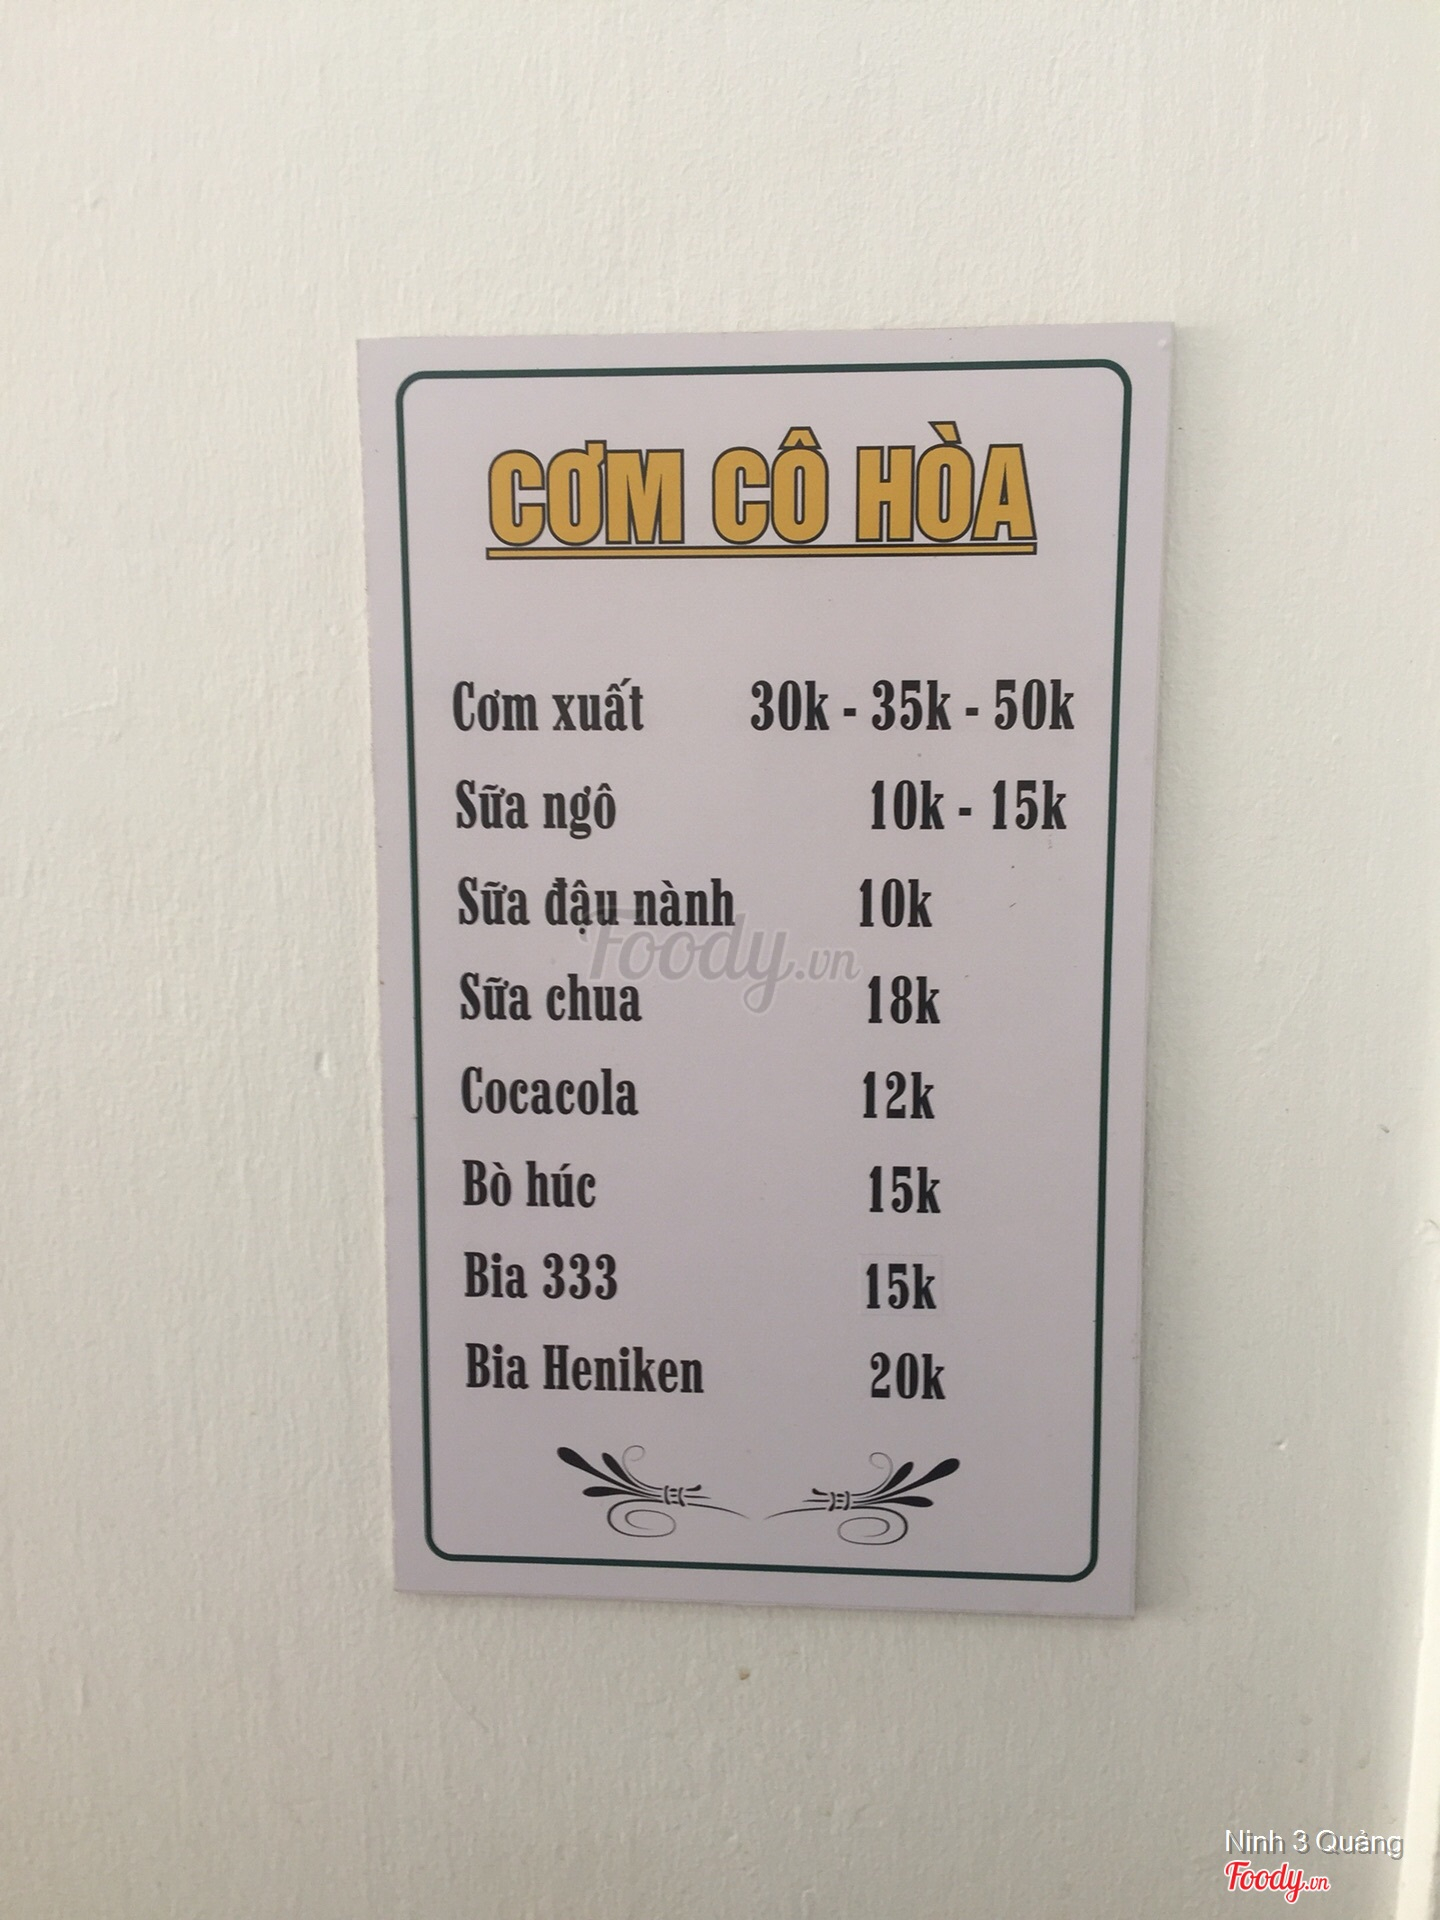 CƠM CÔ HÒA
Cơm xuất 30k - 35k - 50k
Sữa ngô 10k - 15k
Sữa đậu nành 10k
Sữa chua 18k
Cocacola 12k
Bò húc 15k
Bia 333 15k
Bia Heniken 20k
Foody.vn
Ninh 3 Quảng
Foody.vn